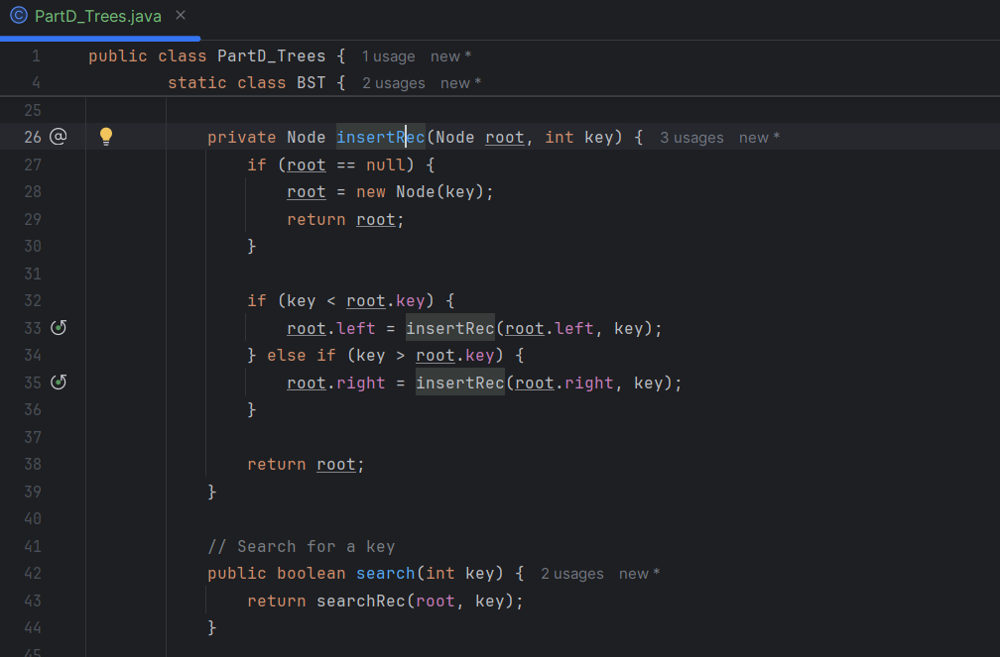 PartD_Trees.java
1 public class PartD_Trees { 1 usage new *
4 static class BST { 2 usages new *
25
26 private Node insertRec(Node root, int key) { 3 usages new *
27 if (root == null) {
28 root = new Node(key);
29 return root;
30 }
31
32 if (key < root.key) {
33 root.left = insertRec(root.left, key);
34 } else if (key > root.key) {
35 root.right = insertRec(root.right, key);
36 }
37
38 return root;
39 }
40
41 // Search for a key
42 public boolean search(int key) { 2 usages new *
43 return searchRec(root, key);
44 }
45